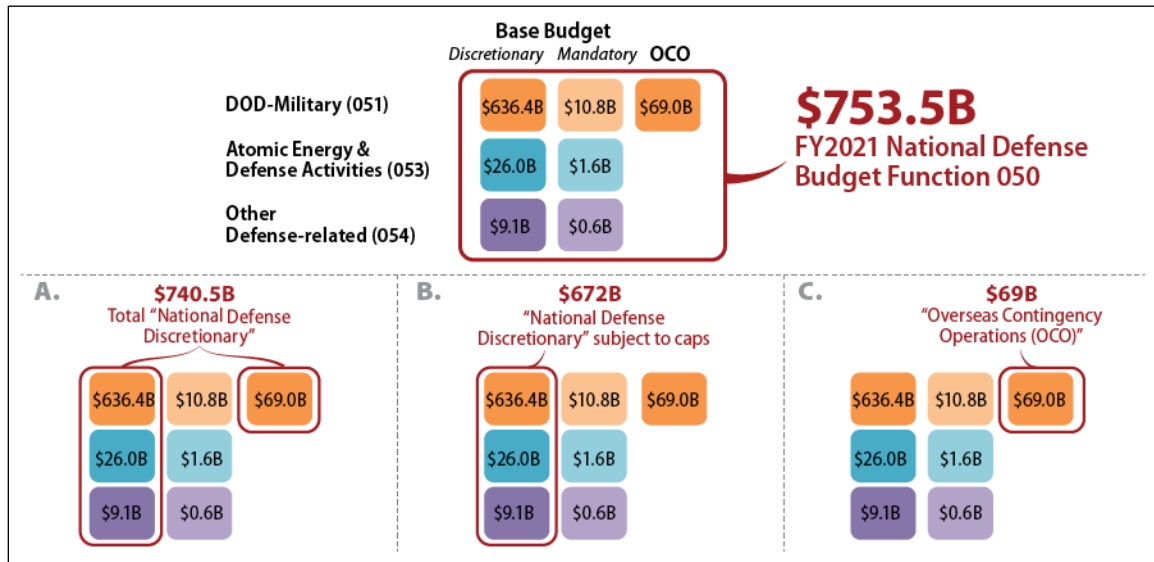 Base Budget
Discretionary Mandatory OCO
DOD-Military (051)
$636.4B $10.8B $69.0B
Atomic Energy &
Defense Activities (053)
$26.0B $1.6B
Other
Defense-related (054)
$9.1B $0.6B
$753.5B
FY2021 National Defense
Budget Function 050
A.
$740.5B
Total “National Defense
Discretionary”
$636.4B $10.8B $69.0B
$26.0B $1.6B
$9.1B $0.6B
B.
$672B
“National Defense
Discretionary” subject to caps
$636.4B $10.8B $69.0B
$26.0B $1.6B
$9.1B $0.6B
C.
$69B
“Overseas Contingency
Operations (OCO)”
$636.4B $10.8B $69.0B
$26.0B $1.6B
$9.1B $0.6B